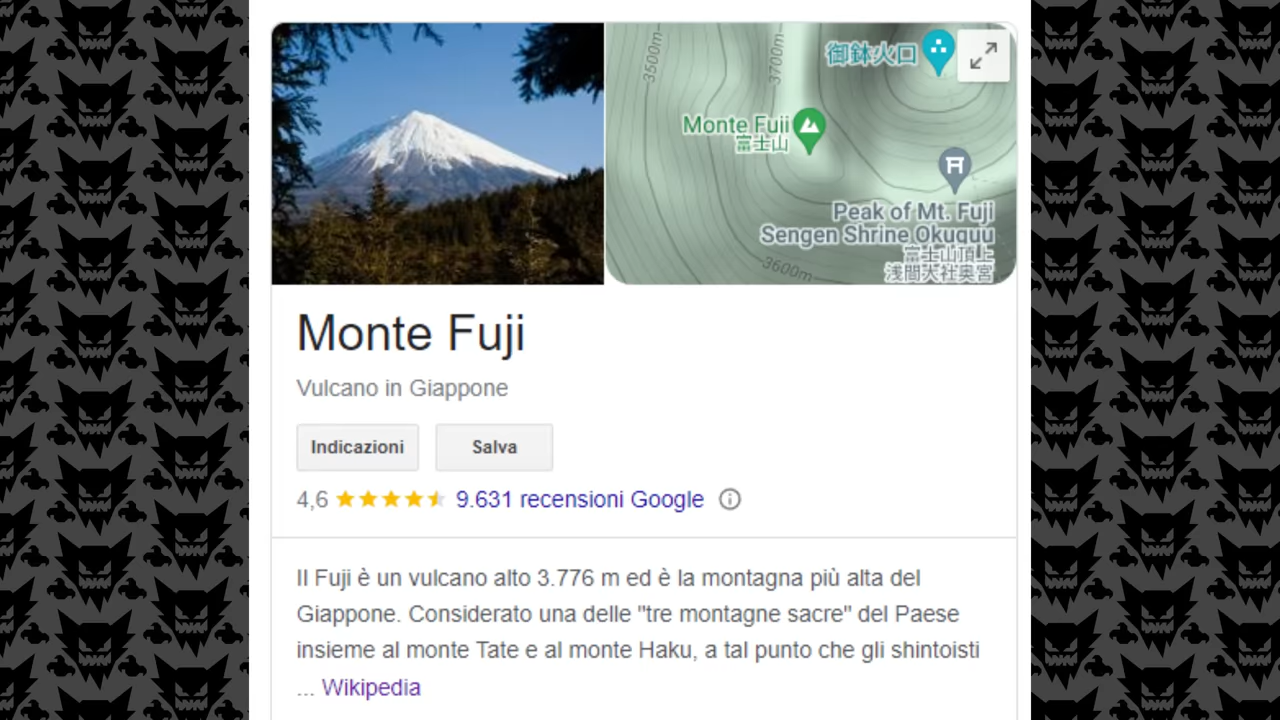 3500m
3700m
御鉢火口
Monte Fuji
富士山
Peak of Mt. Fuji
Sengen Shrine Okuguu
富士山頂上
浅間大社奥宮
3600m
Monte Fuji
Vulcano in Giappone
Indicazioni
Salva
4,6 9.631 recensioni Google
Il Fuji è un vulcano alto 3.776 m ed è la montagna più alta del
Giappone. Considerato una delle "tre montagne sacre" del Paese
insieme al monte Tate e al monte Haku, a tal punto che gli shintoisti
... Wikipedia